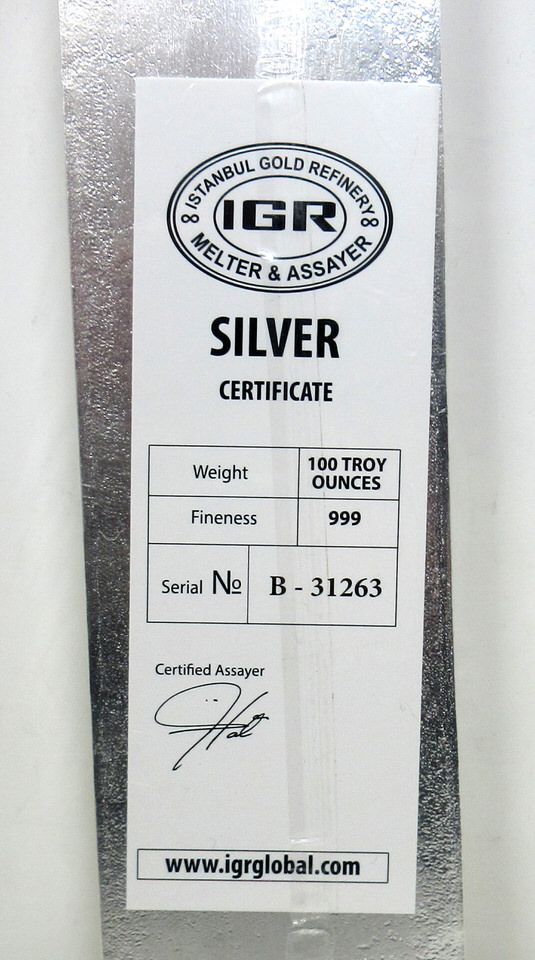 ISTANBUL GOLD REFINERY
IGR
MELTER & ASSAYER
SILVER
CERTIFICATE
Weight 100 TROY
OUNCES
Fineness 999
Serial № B - 31263
Certified Assayer
www.igrglobal.com